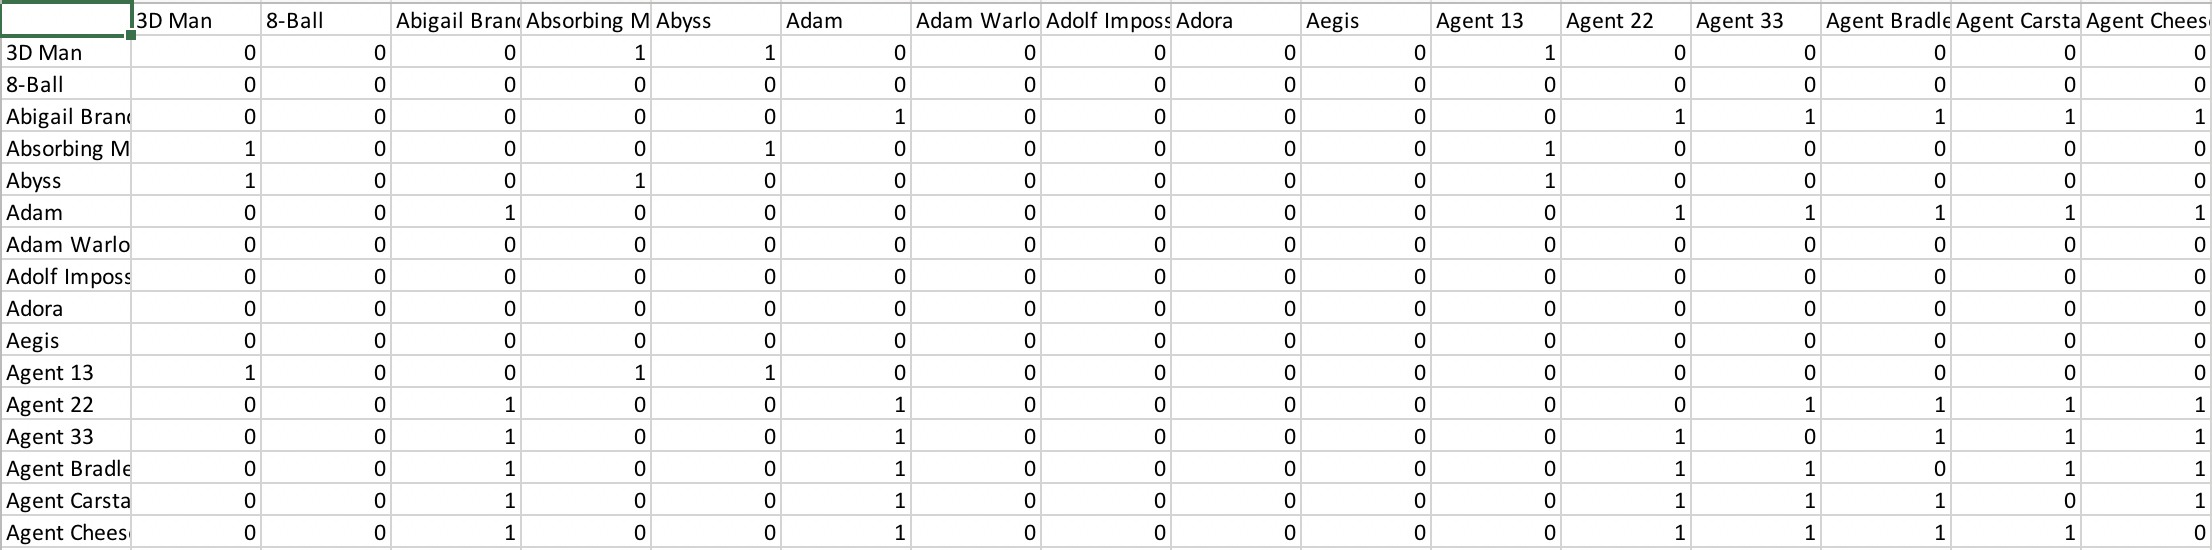 3D Man 8-Ball Abigail Brand Absorbing M Abyss Adam Adam Warlo Adolf Imposs Adora Aegis Agent 13 Agent 22 Agent 33 Agent Bradle Agent Carsta Agent Chees
3D Man 0 0 0 1 1 0 0 0 0 0 1 0 0 0 0 0
8-Ball 0 0 0 0 0 0 0 0 0 0 0 0 0 0 0 0
Abigail Brand 0 0 0 0 0 1 0 0 0 0 0 1 1 1 1 1
Absorbing M 1 0 0 0 1 0 0 0 0 0 1 0 0 0 0 0
Abyss 1 0 0 1 0 0 0 0 0 0 1 0 0 0 0 0
Adam 0 0 1 0 0 0 0 0 0 0 0 1 1 1 1 1
Adam Warlo 0 0 0 0 0 0 0 0 0 0 0 0 0 0 0 0
Adolf Imposs 0 0 0 0 0 0 0 0 0 0 0 0 0 0 0 0
Adora 0 0 0 0 0 0 0 0 0 0 0 0 0 0 0 0
Aegis 0 0 0 0 0 0 0 0 0 0 0 0 0 0 0 0
Agent 13 1 0 0 1 1 0 0 0 0 0 0 0 0 0 0 0
Agent 22 0 0 1 0 0 1 0 0 0 0 0 0 1 1 1 1
Agent 33 0 0 1 0 0 1 0 0 0 0 0 1 0 1 1 1
Agent Bradle 0 0 1 0 0 1 0 0 0 0 0 1 1 0 1 1
Agent Carsta 0 0 1 0 0 1 0 0 0 0 0 1 1 1 0 1
Agent Chees 0 0 1 0 0 1 0 0 0 0 0 1 1 1 1 0